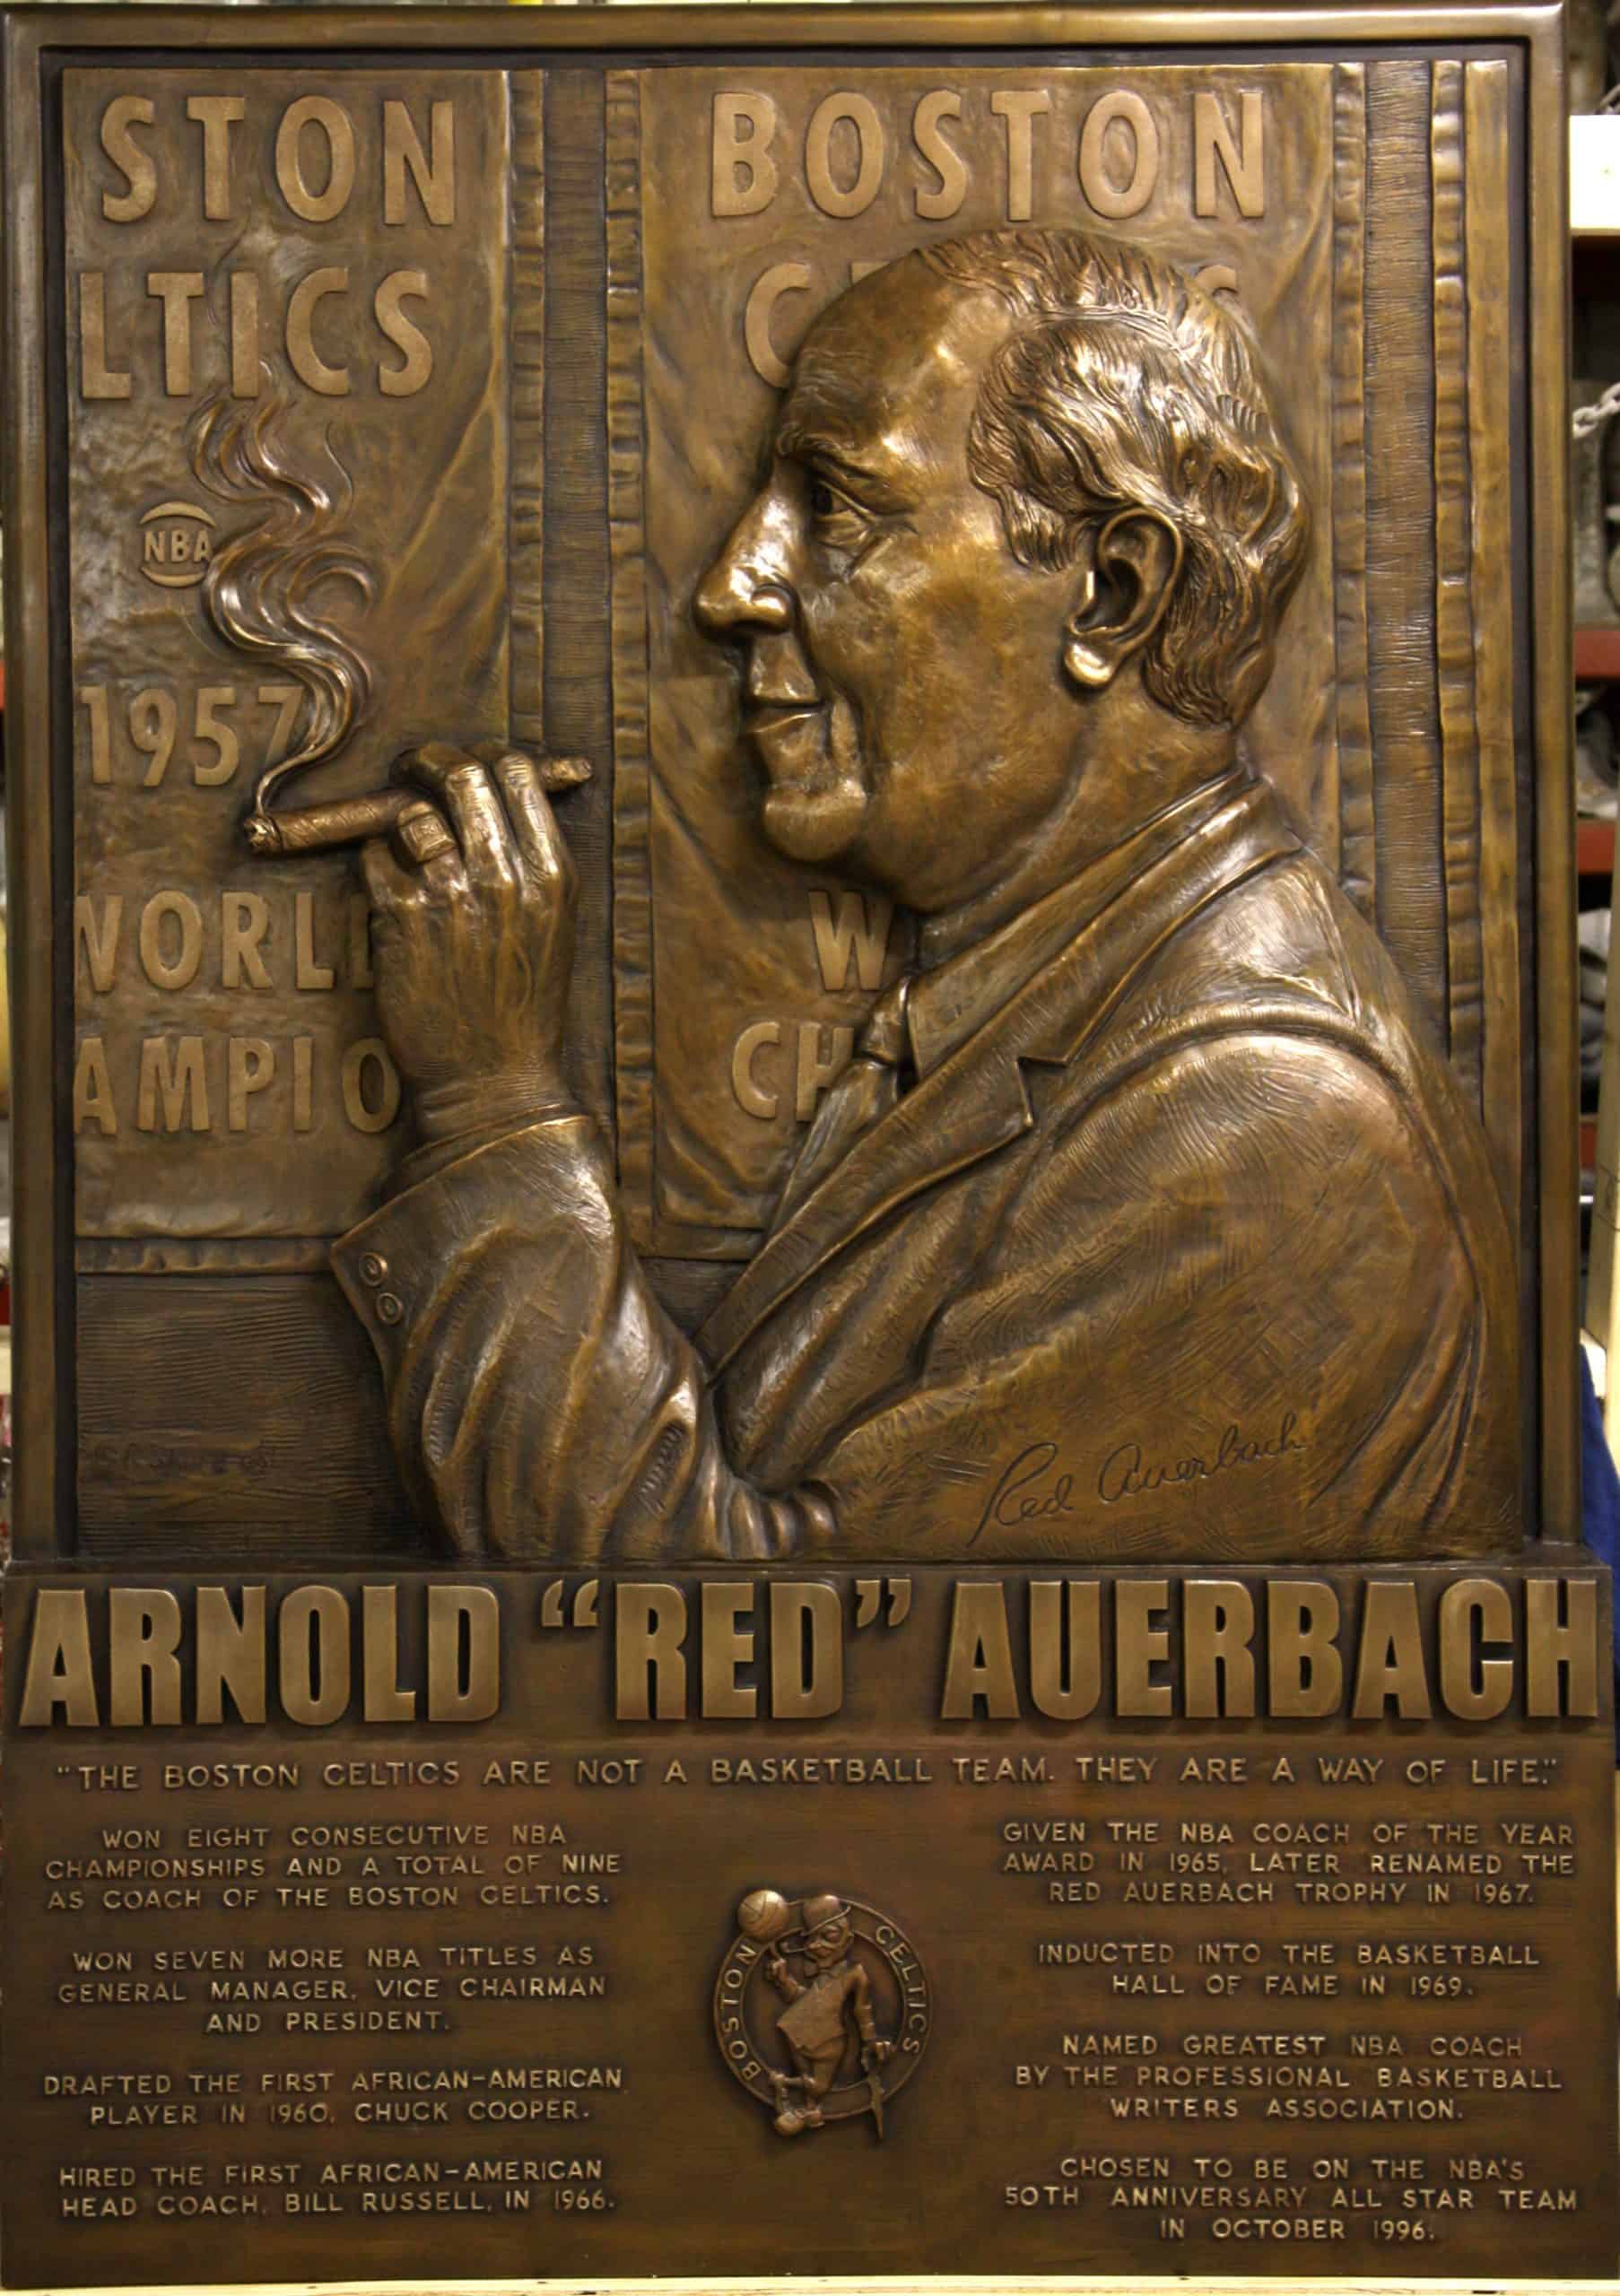 STON
LTICS
NBA
1957
WORL
AMPIO
BOSTON
C
S
W
CH
Red Auerbach
ARNOLD “RED” AUERBACH
"THE BOSTON CELTICS ARE NOT A BASKETBALL TEAM. THEY ARE A WAY OF LIFE."
WON EIGHT CONSECUTIVE NBA
CHAMPIONSHIPS AND A TOTAL OF NINE
AS COACH OF THE BOSTON CELTICS.
WON SEVEN MORE NBA TITLES AS
GENERAL MANAGER, VICE CHAIRMAN
AND PRESIDENT.
DRAFTED THE FIRST AFRICAN-AMERICAN
PLAYER IN 1960, CHUCK COOPER.
HIRED THE FIRST AFRICAN-AMERICAN
HEAD COACH, BILL RUSSELL, IN 1966.
BOSTON CELTICS
GIVEN THE NBA COACH OF THE YEAR
AWARD IN 1965, LATER RENAMED THE
RED AUERBACH TROPHY IN 1967.
INDUCTED INTO THE BASKETBALL
HALL OF FAME IN 1969.
NAMED GREATEST NBA COACH
BY THE PROFESSIONAL BASKETBALL
WRITERS ASSOCIATION.
CHOSEN TO BE ON THE NBA'S
50TH ANNIVERSARY ALL STAR TEAM
IN OCTOBER 1996.